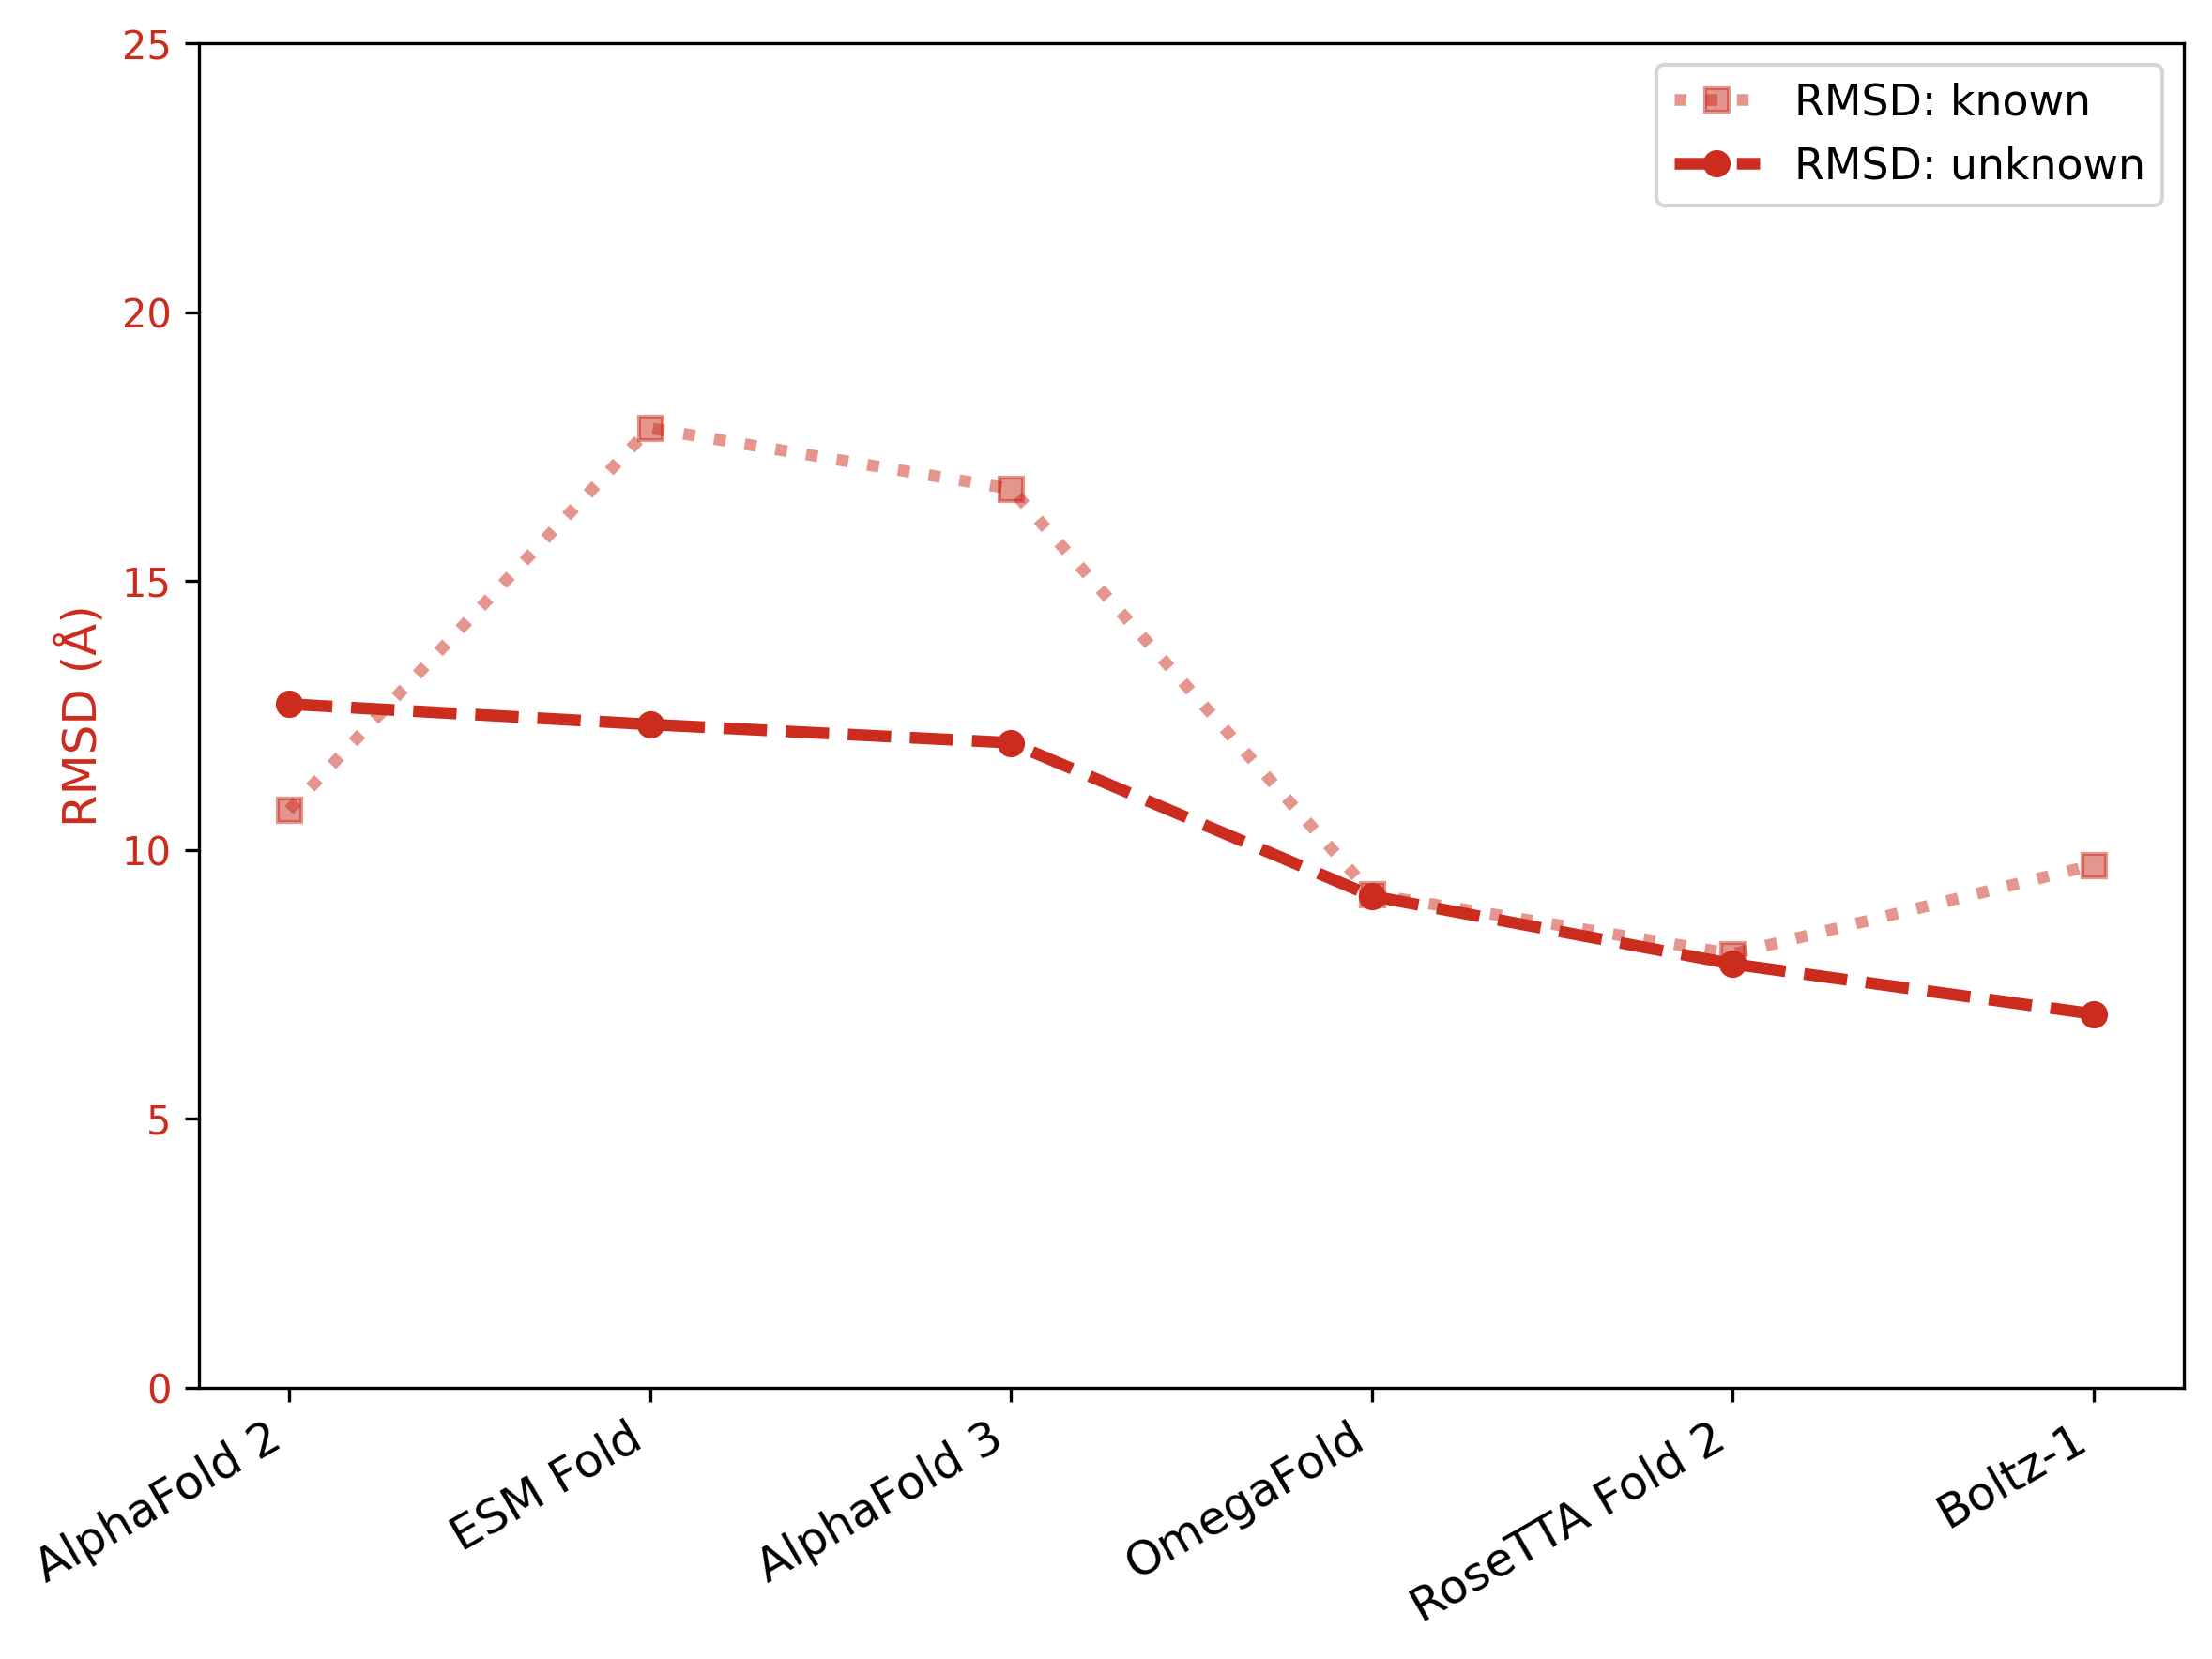 RMSD (Å)
25
20
15
10
5
0
RMSD: known
RMSD: unknown
AlphaFold 2
ESM Fold
AlphaFold 3
OmegaFold
RoseTTA Fold 2
Boltz-1